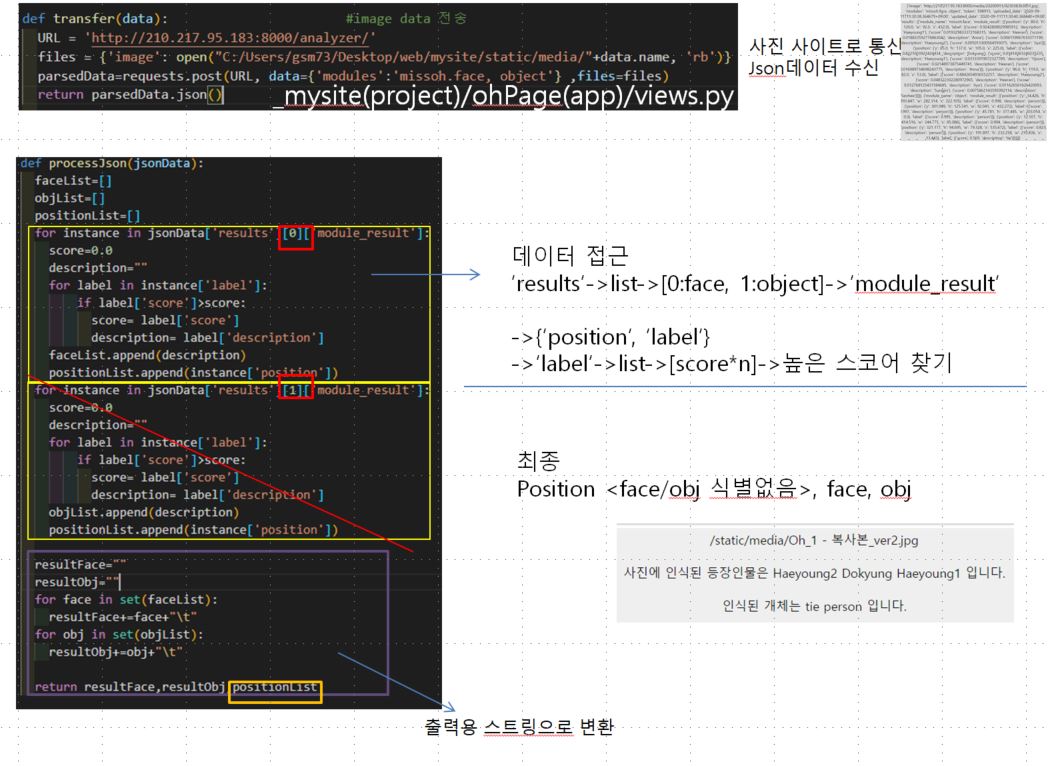 def transfer(data): #image data 전송
URL = 'http://210.217.95.183:8000/analyzer/'
files = {'image': open("C:/Users/gsm73/Desktop/web/mysite/static/media/"+data.name, 'rb')}
parsedData=requests.post(URL, data={'modules':'missoh.face, object'} ,files=files)
return parsedData.json()
_mysite(project)/ohPage(app)/views.py
사진 사이트로 통신
Json데이터 수신
def processJson(jsonData):
faceList=[]
objList=[]
positionList=[]
for instance in jsonData['results'][0]['module_result']:
score=0.0
description=""
for label in instance['label']:
if label['score']>score:
score= label['score']
description= label['description']
faceList.append(description)
positionList.append(instance['position'])
for instance in jsonData['results'][1]['module_result']:
score=0.0
description=""
for label in instance['label']:
if label['score']>score:
score= label['score']
description= label['description']
objList.append(description)
positionList.append(instance['position'])
resultFace=""
resultObj=""
for face in set(faceList):
resultFace+=face+"\t"
for obj in set(objList):
resultObj+=obj+"\t"
return resultFace,resultObj,positionList
데이터 접근
'results'->list->[0:face, 1:object]->'module_result'
->{'position', 'label'}
->'label'->list->[score*n]->높은 스코어 찾기
최종
Position <face/obj 식별없음>, face, obj
/static/media/Oh_1 - 복사본_ver2.jpg
사진에 인식된 등장인물은 Haeyoung2 Dokyung Haeyoung1 입니다.
인식된 개체는 tie person 입니다.
출력용 스트링으로 변환